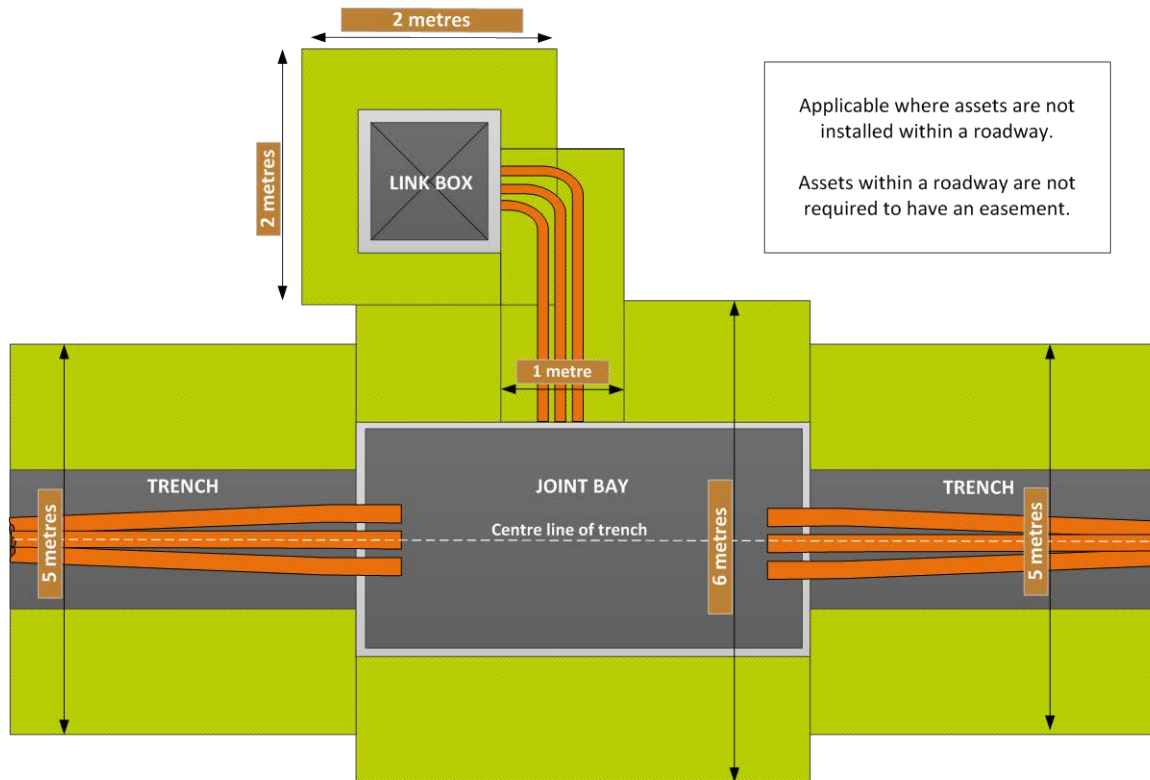 2 metres
Applicable where assets are not
installed within a roadway.
Assets within a roadway are not
required to have an easement.
2 metres
LINK BOX
1 metre
TRENCH
JOINT BAY
TRENCH
Centre line of trench
5 metres
6 metres
5 metres